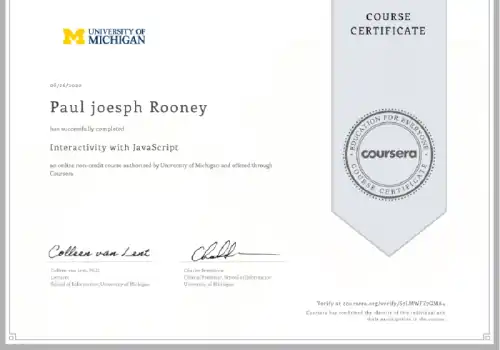 UNIVERSITY OF
MICHIGAN
COURSE
CERTIFICATE
Paul joesph Rooney
has successfully completed
Interactivity with JavaScript
an online non-credit course authorized by University of Michigan and offered through
Coursera
EDUCATION FOR EVERYONE
coursera
COURSE CERTIFICATE
Colleen van Lent
Colleen van Lent, Ph.D.
Lecturer
School of Information, University of Michigan
Charles Severance
Clinical Professor, School of Information
University of Michigan
Verify at coursera.org/verify/
Coursera has confirmed the identity of this individual and
their participation in the course.